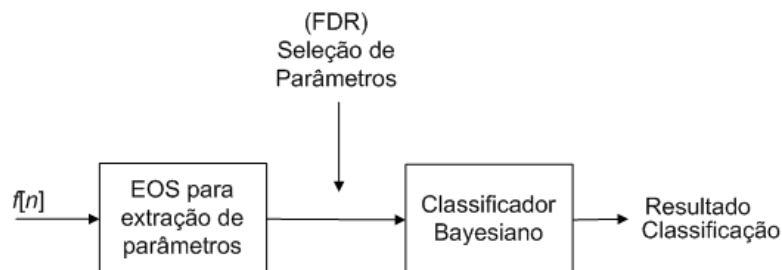 (FDR)
Seleção de
Parâmetros
f[n]
EOS para
extração de
parâmetros
Classificador
Bayesiano
Resultado
Classificação